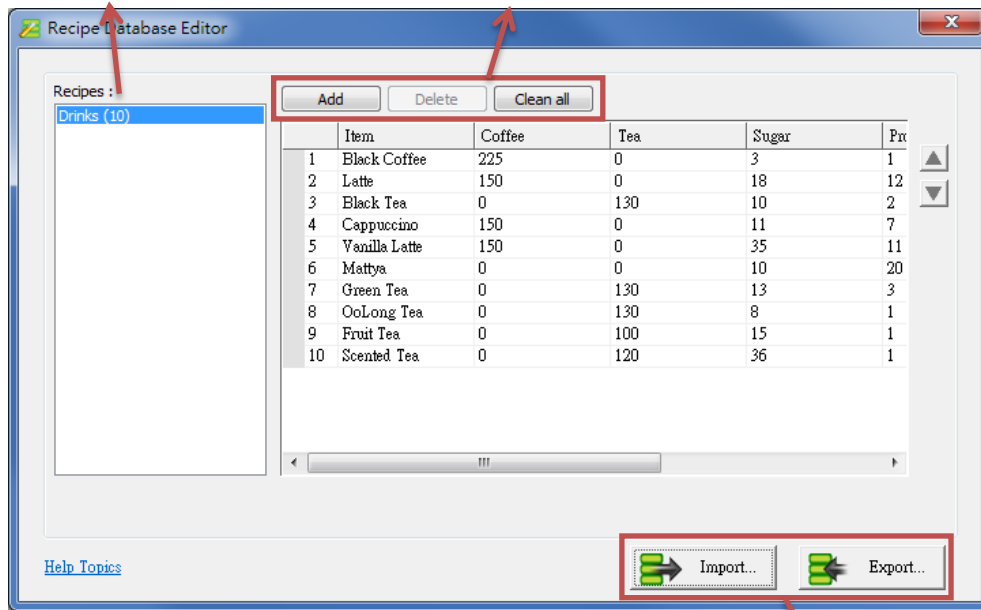 Recipe Database Editor
Recipes :
Drinks (10)
Add Delete Clean all
Item Coffee Tea Sugar
1 Black Coffee 225 0 3 1
2 Latte 150 0 18 12
3 Black Tea 0 130 10 2
4 Cappuccino 150 0 11 7
5 Vanilla Latte 150 0 35 11
6 Mattya 0 0 10 20
7 Green Tea 0 130 13 3
8 OoLong Tea 0 130 8 1
9 Fruit Tea 0 100 15 1
10 Scented Tea 0 120 36 1
Help Topics
Import... Export...